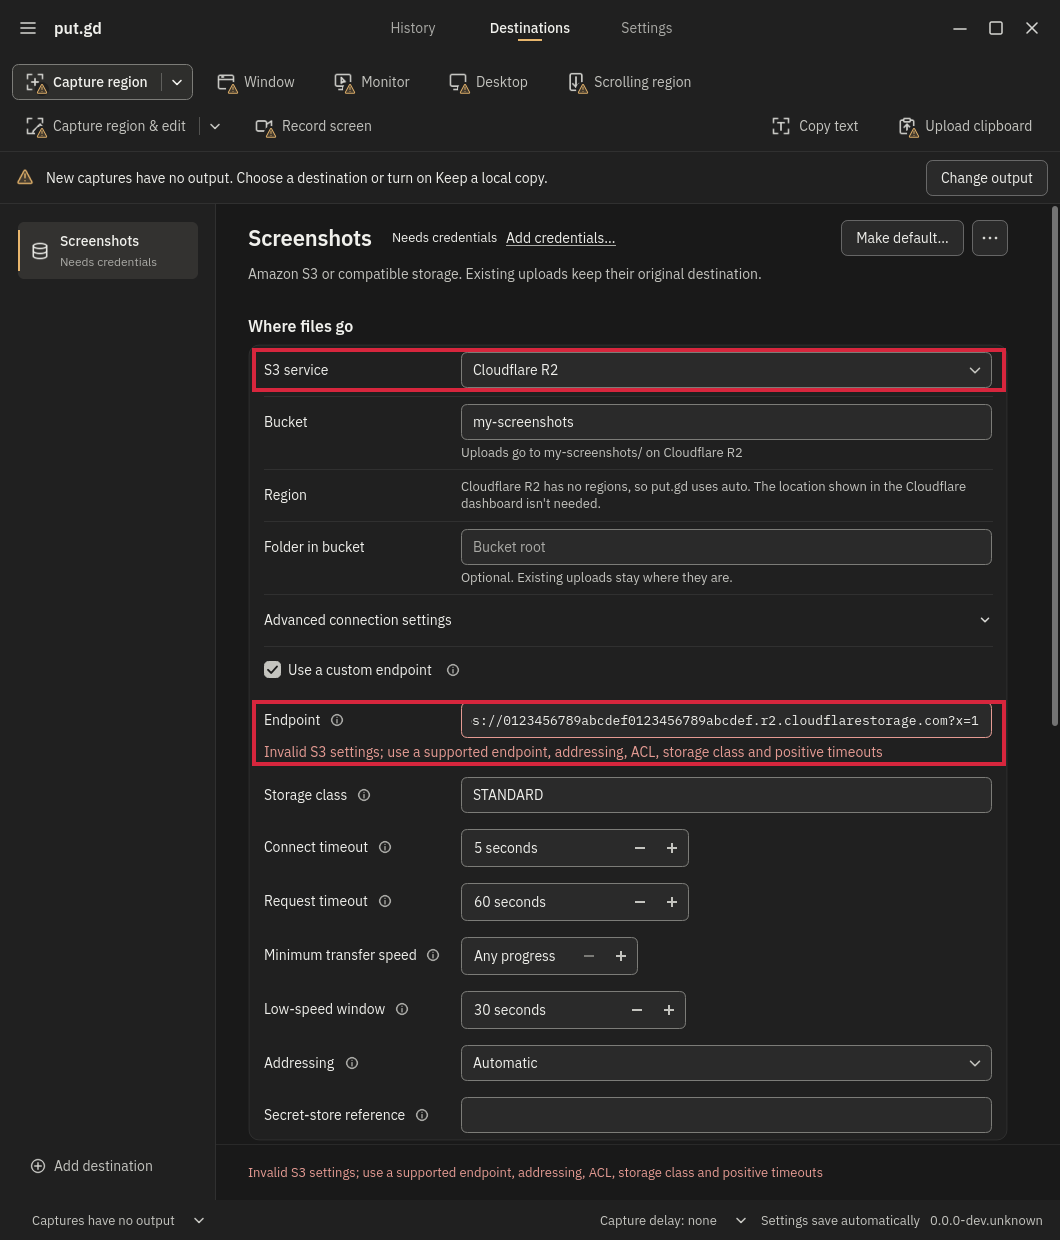 put.gd
History
Destinations
Settings
Capture region
Window
Monitor
Desktop
Scrolling region
Capture region & edit
Record screen
Copy text
Upload clipboard
New captures have no output. Choose a destination or turn on Keep a local copy.
Change output
Screenshots
Needs credentials
Screenshots
Needs credentials
Add credentials...
Make default...
Amazon S3 or compatible storage. Existing uploads keep their original destination.
Where files go
S3 service
Cloudflare R2
Bucket
my-screenshots
Uploads go to my-screenshots/ on Cloudflare R2
Region
Cloudflare R2 has no regions, so put.gd uses auto. The location shown in the Cloudflare
dashboard isn't needed.
Folder in bucket
Bucket root
Optional. Existing uploads stay where they are.
Advanced connection settings
Use a custom endpoint
Endpoint
s://0123456789abcdef0123456789abcdef.r2.cloudflarestorage.com?x=1
Invalid S3 settings; use a supported endpoint, addressing, ACL, storage class and positive timeouts
Storage class
STANDARD
Connect timeout
5 seconds
Request timeout
60 seconds
Minimum transfer speed
Any progress
Low-speed window
30 seconds
Addressing
Automatic
Secret-store reference
Add destination
Invalid S3 settings; use a supported endpoint, addressing, ACL, storage class and positive timeouts
Captures have no output
Capture delay: none
Settings save automatically
0.0.0-dev.unknown